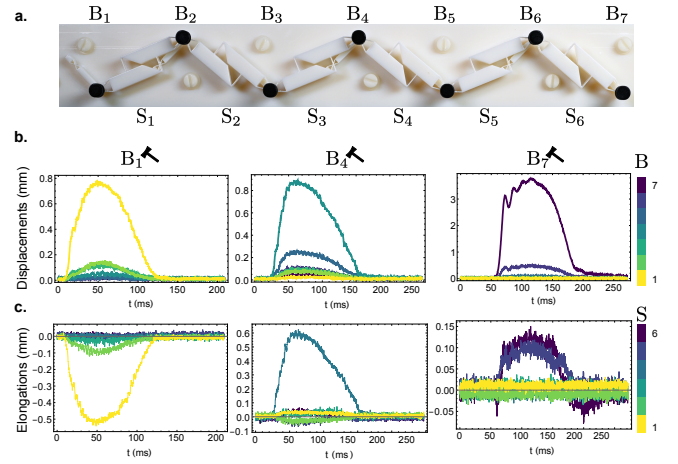 a.
B1 B2 B3 B4 B5 B6 B7
S1 S2 S3 S4 S5 S6
b.
B1 B4 B7 B
Displacements (mm)
0.8
0.6
0.4
0.2
0.0
0 50 100 150 200
t (ms)
0.8
0.6
0.4
0.2
0.0
0 50 100 150 200 250
t (ms)
3
2
1
0
0 50 100 150 200 250
t (ms)
7
1
c.
Elongations (mm)
0.0
-0.1
-0.2
-0.3
-0.4
-0.5
0 50 100 150 200
t (ms)
0.6
0.4
0.2
0.0
-0.1
0 50 100 150 200 250
t (ms)
0.15
0.10
0.05
0.00
-0.05
0 50 100 150 200 250
t (ms)
S
6
1